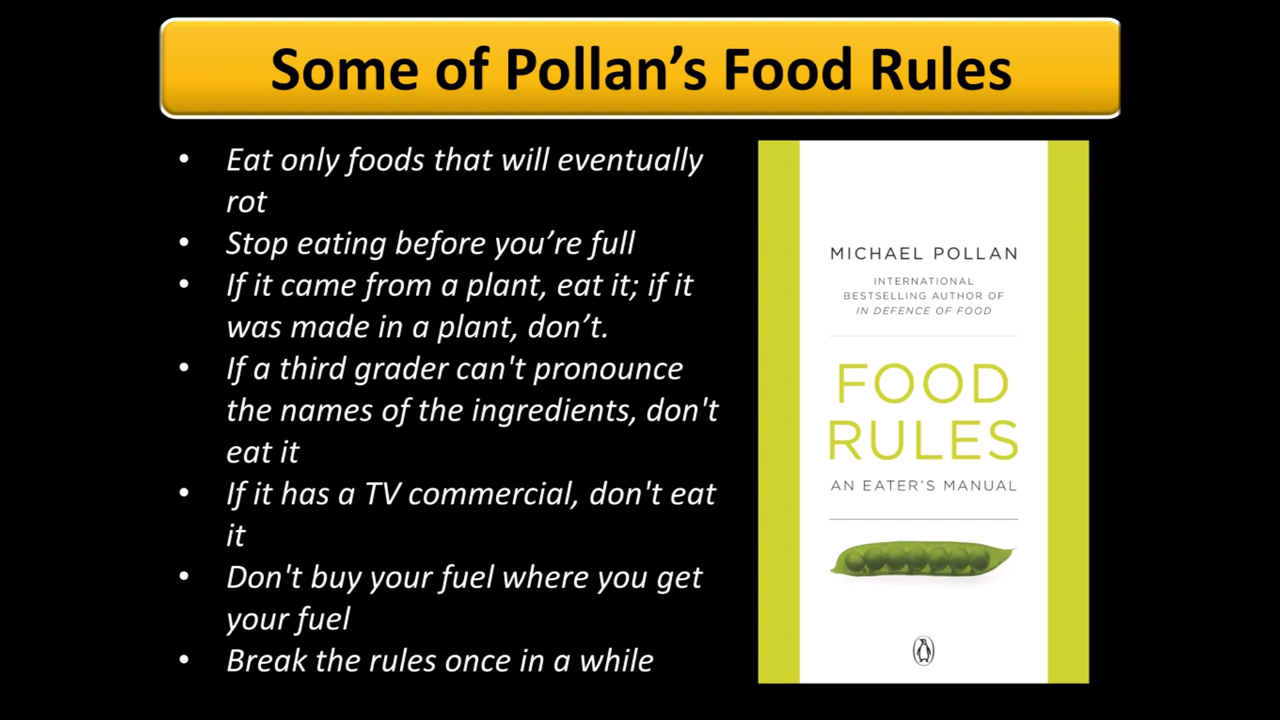 Some of Pollan’s Food Rules
• Eat only foods that will eventually
rot
• Stop eating before you’re full
• If it came from a plant, eat it; if it
was made in a plant, don’t.
• If a third grader can't pronounce
the names of the ingredients, don't
eat it
• If it has a TV commercial, don't eat
it
• Don't buy your fuel where you get
your fuel
• Break the rules once in a while
MICHAEL POLLAN
INTERNATIONAL
BESTSELLING AUTHOR OF
IN DEFENCE OF FOOD
FOOD
RULES
AN EATER’S MANUAL